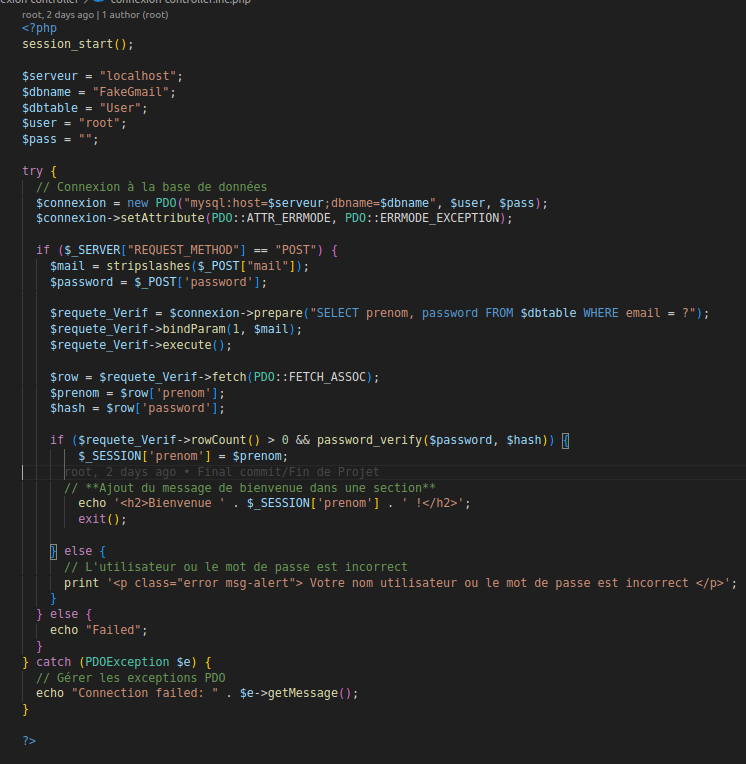 connexion-controller.inc.php
root, 2 days ago | 1 author (root)
<?php
session_start();
$serveur = "localhost";
$dbname = "FakeGmail";
$dbtable = "User";
$user = "root";
$pass = "";
try {
// Connexion à la base de données
$connexion = new PDO("mysql:host=$serveur;dbname=$dbname", $user, $pass);
$connexion->setAttribute(PDO::ATTR_ERRMODE, PDO::ERRMODE_EXCEPTION);
if ($_SERVER["REQUEST_METHOD"] == "POST") {
$mail = stripslashes($_POST["mail"]);
$password = $_POST['password'];
$requete_Verif = $connexion->prepare("SELECT prenom, password FROM $dbtable WHERE email = ?");
$requete_Verif->bindParam(1, $mail);
$requete_Verif->execute();
$row = $requete_Verif->fetch(PDO::FETCH_ASSOC);
$prenom = $row['prenom'];
$hash = $row['password'];
if ($requete_Verif->rowCount() > 0 && password_verify($password, $hash)) {
$_SESSION['prenom'] = $prenom;
root, 2 days ago • Final commit/Fin de Projet
// **Ajout du message de bienvenue dans une section**
echo '<h2>Bienvenue ' . $_SESSION['prenom'] . ' !</h2>';
exit();
} else {
// L'utilisateur ou le mot de passe est incorrect
print '<p class="error msg-alert"> Votre nom utilisateur ou le mot de passe est incorrect </p>';
}
} else {
echo "Failed";
}
} catch (PDOException $e) {
// Gérer les exceptions PDO
echo "Connection failed: " . $e->getMessage();
}
?>